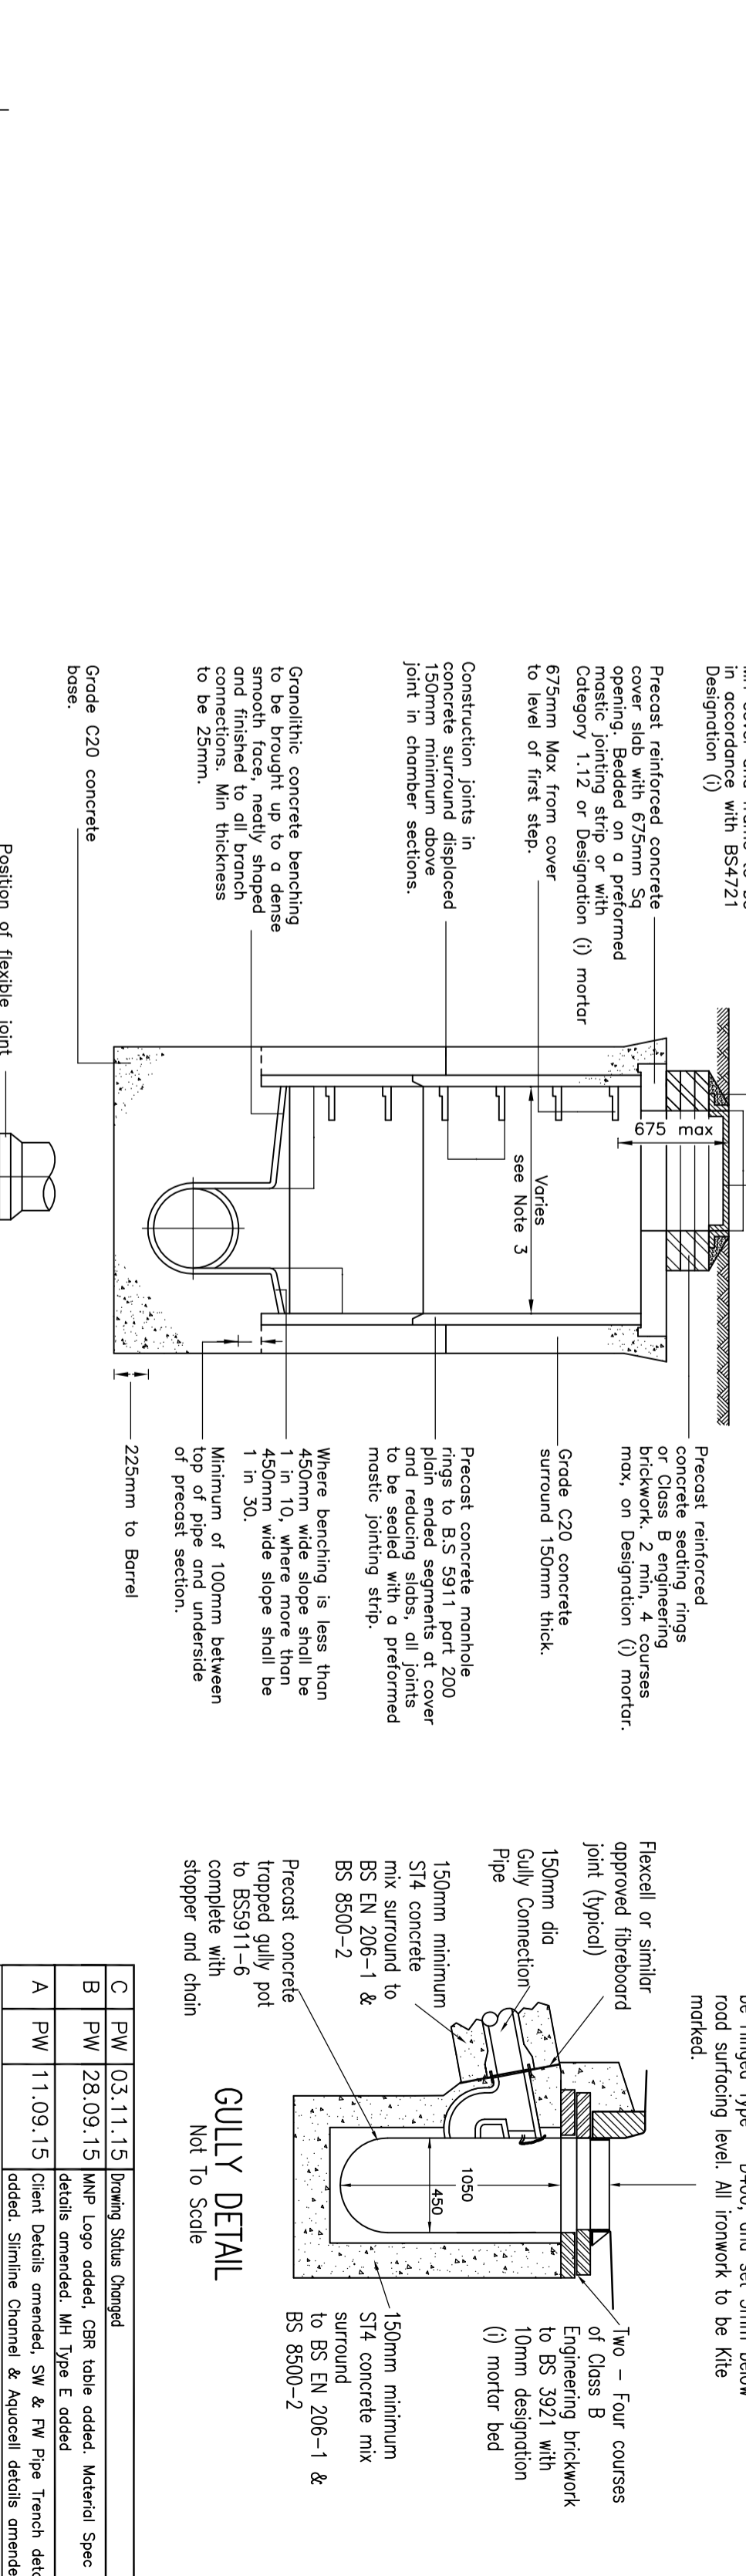 in accordance with BS4721
Designation (i)
Precast reinforced concrete
cover slab with 675mm Sq
opening. Bedded on a preformed
mastic jointing strip or with
Category 1.12 or Designation (i) mortar
675mm Max from cover
to level of first step.
Construction joints in
concrete surround displaced
150mm minimum above
joint in chamber sections.
Granolithic concrete benching
to be brought up to a dense
smooth face, neatly shaped
and finished to all branch
connections. Min thickness
to be 25mm.
Grade C20 concrete
base.
Position of flexible joint
675 max
Varies
see Note 3
Precast reinforced
concrete seating rings
or Class B engineering
brickwork. 2 min, 4 courses
max, on Designation (i) mortar.
Grade C20 concrete
surround 150mm thick.
Precast concrete manhole
rings to B.S 5911 part 200
plain ended segments at cover
and reducing slabs, all joints
to be sealed with a preformed
mastic jointing strip.
Where benching is less than
450mm wide slope shall be
1 in 10, where more than
450mm wide slope shall be
1 in 30.
Minimum of 100mm between
top of pipe and underside
of precast section.
225mm to Barrel
be hinged Type D400, and set 5mm below
road surfacing level. All ironwork to be Kite
marked.
Flexcell or similar
approved fibreboard
joint (typical)
150mm dia
Gully Connection
Pipe
150mm minimum
ST4 concrete
mix surround to
BS EN 206-1 &
BS 8500-2
Precast concrete
trapped gully pot
to BS5911-6
complete with
stopper and chain
1050
450
Two - Four courses
of Class B
Engineering brickwork
to BS 3921 with
10mm designation
(i) mortar bed
150mm minimum
ST4 concrete mix
surround
to BS EN 206-1 &
BS 8500-2
GULLY DETAIL
Not To Scale
C PW 03.11.15 Drawing Status Changed
B PW 28.09.15 MNP Logo added, CBR table added. Material Spec
details amended. MH Type E added
A PW 11.09.15 Client Details amended, SW & FW Pipe Trench
added. Slimline Channel & Aquacell details